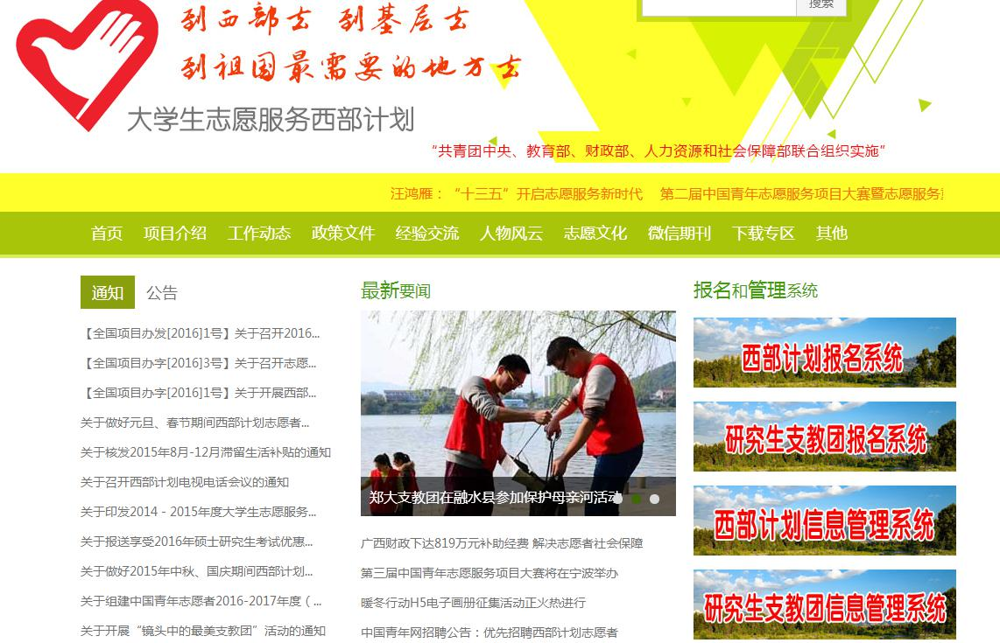 到西部去 到基层去
搜索
到祖国最需要的地方去
大学生志愿服务西部计划
“共青团中央、教育部、财政部、人力资源和社会保障部联合组织实施”
汪鸿雁：“十三五”开启志愿服务新时代 第二届中国青年志愿服务项目大赛暨志愿服务
首页 项目介绍 工作动态 政策文件 经验交流 人物风云 志愿文化 微信期刊 下载专区 其他
通知 公告
【全国项目办发[2016]1号】关于召开2016...
【全国项目办字[2016]3号】关于召开志愿...
【全国项目办字[2016]1号】关于开展西部...
关于做好元旦、春节期间西部计划志愿者...
关于核发2015年8月-12月滞留生活补贴的通知
关于召开西部计划电视电话会议的通知
关于印发2014－2015年度大学生志愿服务...
关于报送享受2016年硕士研究生考试优惠...
关于做好2015年中秋、国庆期间西部计划...
关于组建中国青年志愿者2016-2017年度（...
关于开展“镜头中的最美支教团”活动的通知
最新要闻
郑大支教团在融水县参加保护母亲河活动
广西财政下达819万元补助经费 解决志愿者社会保障
第三届中国青年志愿服务项目大赛将在宁波举办
暖冬行动H5电子画册征集活动正火热进行
中国青年网招聘公告：优先招聘西部计划志愿者
报名和管理系统
西部计划报名系统
研究生支教团报名系统
西部计划信息管理系统
研究生支教团信息管理系统